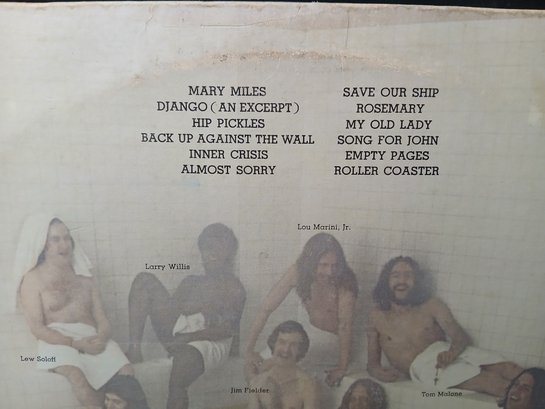 MARY MILES
DJANGO ( AN EXCERPT )
HIP PICKLES
BACK UP AGAINST THE WALL
INNER CRISIS
ALMOST SORRY
SAVE OUR SHIP
ROSEMARY
MY OLD LADY
SONG FOR JOHN
EMPTY PAGES
ROLLER COASTER
Lou Marini, Jr.
Larry Willis
Lew Soloff
Jim Fielder
Tom Malone